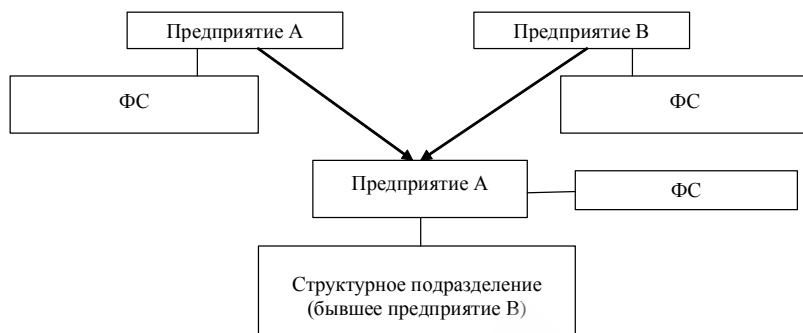 Предприятие А
Предприятие В
ФС
ФС
Предприятие А
ФС
Структурное подразделение
(бывшее предприятие В)